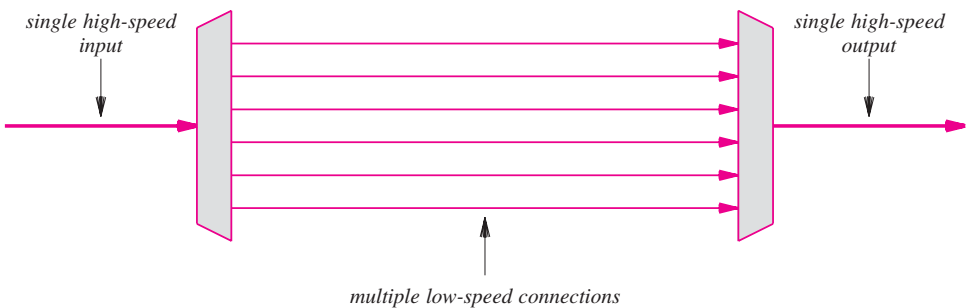 single high-speed
input
single high-speed
output
multiple low-speed connections